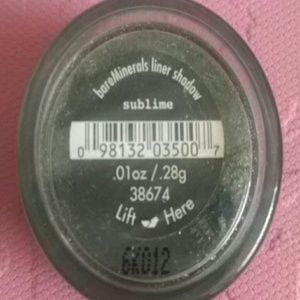 bareMinerals liner shadow
sublime
0 98132 03500 7
.01oz/.28g
38674
Lift Here
6K012